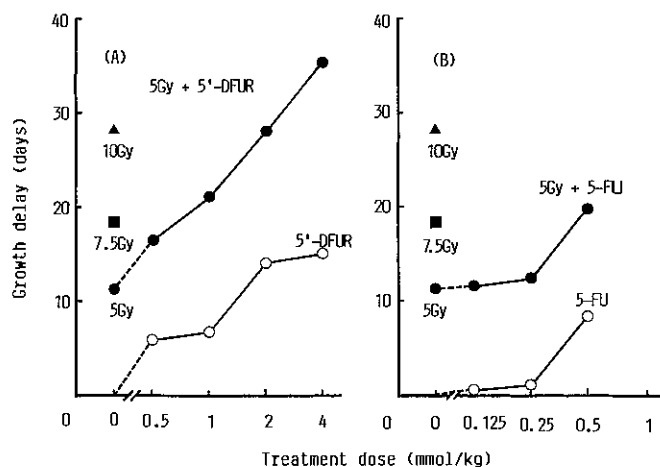 40
(A)
5Gy + 5'-DFUR
30
10Gy
20
7.5Gy
5'-DFUR
10
5Gy
0
0
0.5
1
2
4
Growth delay (days)
40
(B)
30
10Gy
5Gy + 5-FU
20
7.5Gy
10
5Gy
5-FU
0
0
0.125
0.25
0.5
1
Treatment dose (mmol/kg)